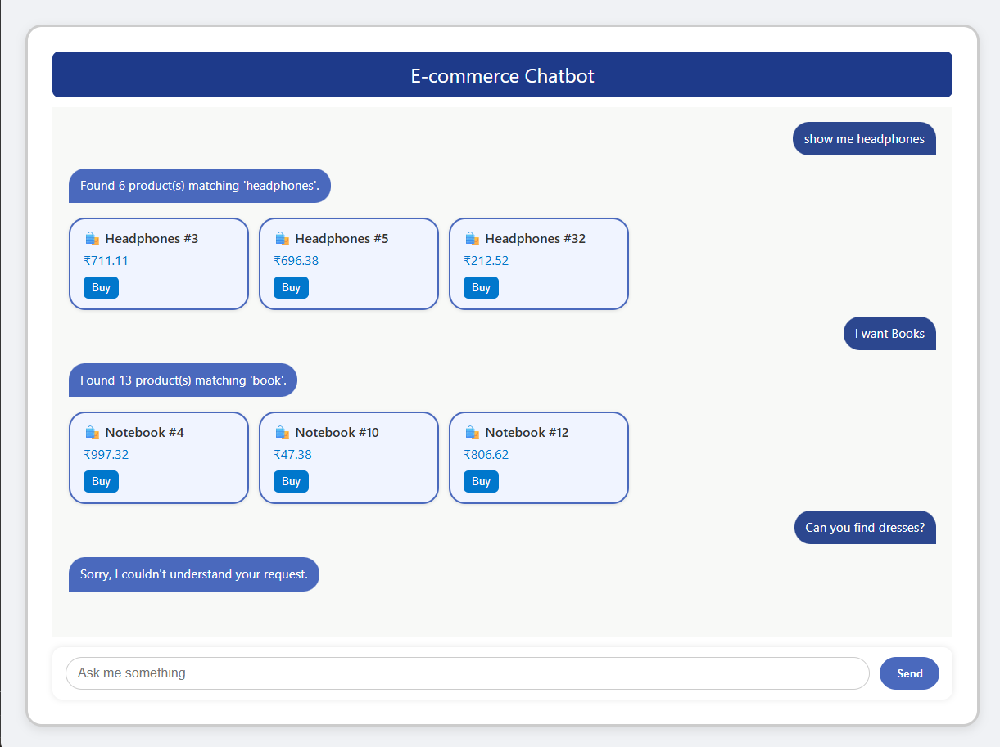 E-commerce Chatbot
show me headphones
Found 6 product(s) matching 'headphones'.
Headphones #3
₹711.11
Buy
Headphones #5
₹696.38
Buy
Headphones #32
₹212.52
Buy
I want Books
Found 13 product(s) matching 'book'.
Notebook #4
₹997.32
Buy
Notebook #10
₹47.38
Buy
Notebook #12
₹806.62
Buy
Can you find dresses?
Sorry, I couldn't understand your request.
Ask me something...
Send